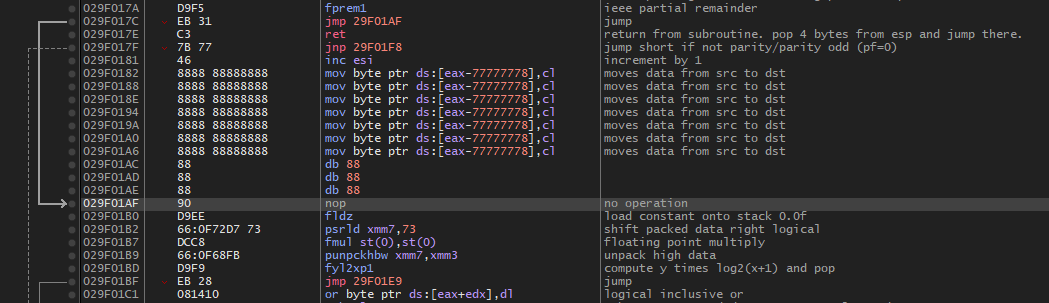 029F017A D9F5 fprem1 ieee partial remainder
029F017C EB 31 jmp 29F01AF jump
029F017E C3 ret return from subroutine. pop 4 bytes from esp and jump there.
029F017F 7B 77 jnp 29F01F8 jump short if not parity/parity odd (pf=0)
029F0181 46 inc esi increment by 1
029F0182 8888 88888888 mov byte ptr ds:[eax-77777778],cl moves data from src to dst
029F0188 8888 88888888 mov byte ptr ds:[eax-77777778],cl moves data from src to dst
029F018E 8888 88888888 mov byte ptr ds:[eax-77777778],cl moves data from src to dst
029F0194 8888 88888888 mov byte ptr ds:[eax-77777778],cl moves data from src to dst
029F019A 8888 88888888 mov byte ptr ds:[eax-77777778],cl moves data from src to dst
029F01A0 8888 88888888 mov byte ptr ds:[eax-77777778],cl moves data from src to dst
029F01A6 8888 88888888 mov byte ptr ds:[eax-77777778],cl moves data from src to dst
029F01AC 88 db 88
029F01AD 88 db 88
029F01AE 88 db 88
029F01AF 90 nop no operation
029F01B0 D9EE fldz load constant onto stack 0.0f
029F01B2 66:0F72D7 73 psrld xmm7,73 shift packed data right logical
029F01B7 DCC8 fmul st(0),st(0) floating point multiply
029F01B9 66:0F68FB punpckhbw xmm7,xmm3 unpack high data
029F01BD D9F9 fyl2xp1 compute y times log2(x+1) and pop
029F01BF EB 28 jmp 29F01E9 jump
029F01C1 081410 or byte ptr ds:[eax+edx],dl logical inclusive or